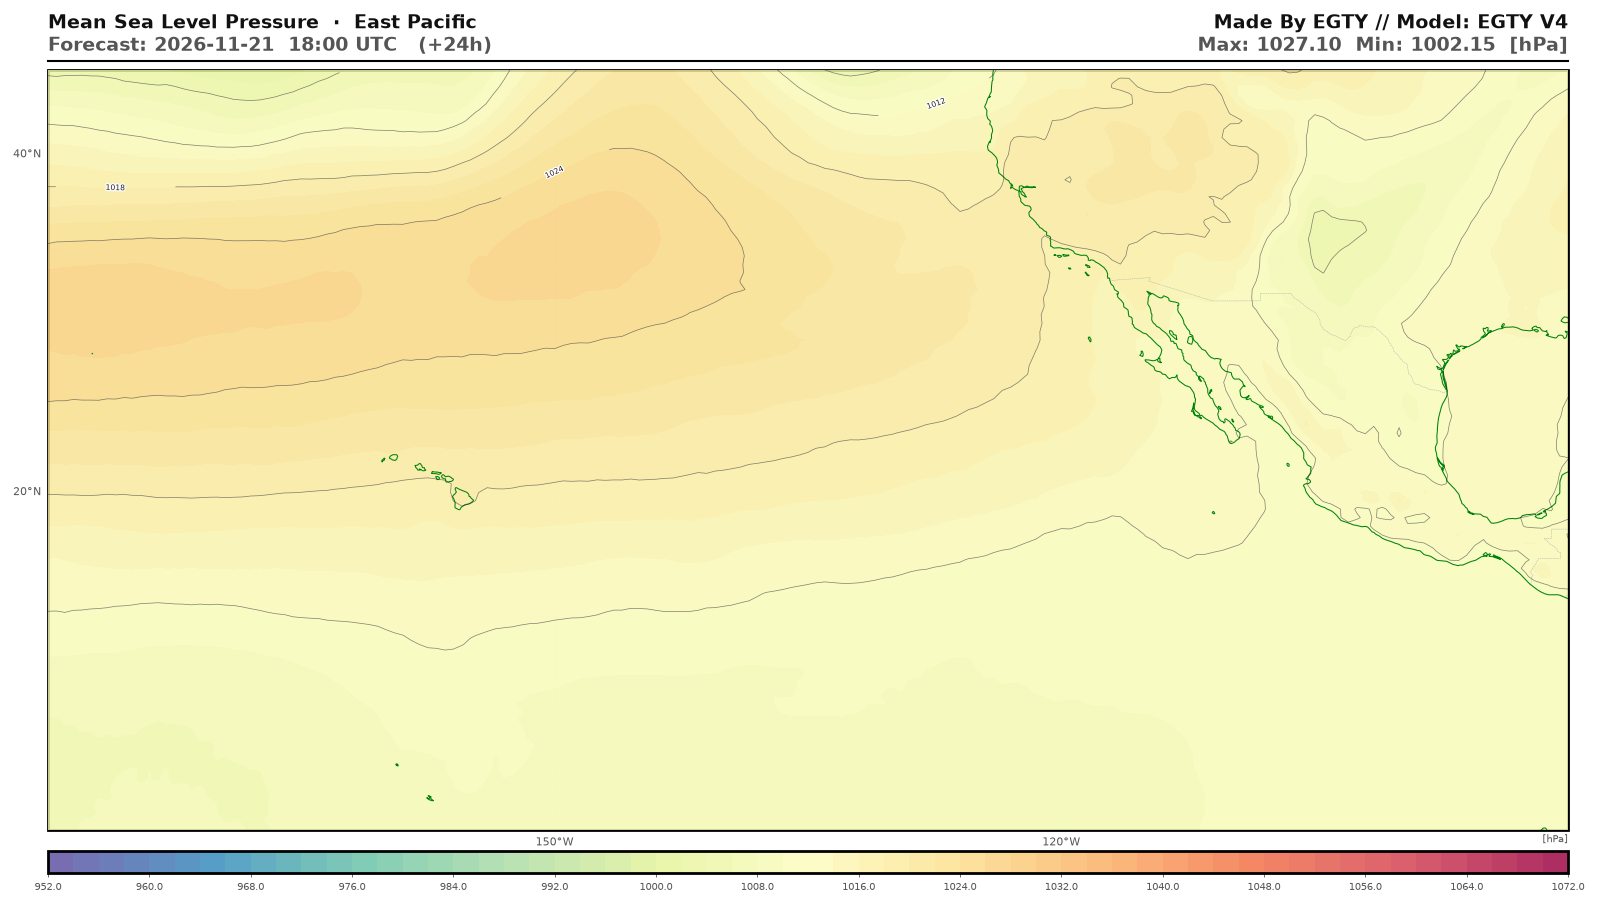 Mean Sea Level Pressure · East Pacific
Made By EGTY // Model: EGTY V4
Forecast: 2026-11-21 18:00 UTC (+24h)
Max: 1027.10 Min: 1002.15 [hPa]
1012
40°N
1024
1018
20°N
150°W
120°W
[hPa]
952.0
960.0
968.0
976.0
984.0
992.0
1000.0
1008.0
1016.0
1024.0
1032.0
1040.0
1048.0
1056.0
1064.0
1072.0